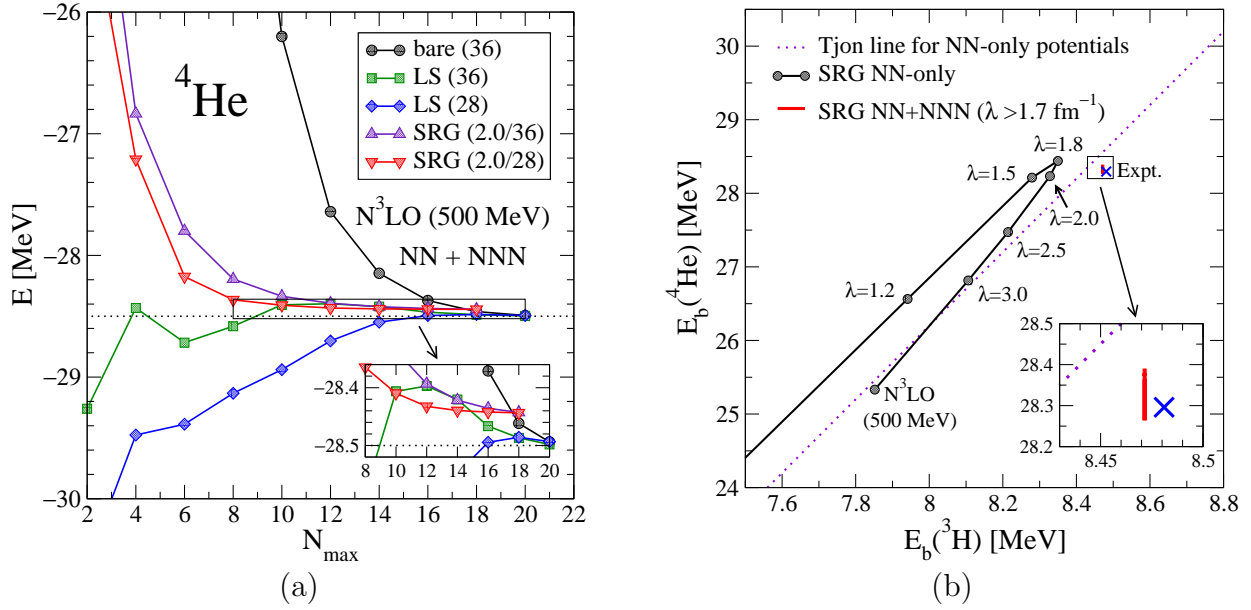 -26
-27
-28
-29
-30
E [MeV]
2 4 6 8 10 12 14 16 18 20 22
N_max
⁴He
bare (36)
LS (36)
LS (28)
SRG (2.0/36)
SRG (2.0/28)
N³LO (500 MeV)
NN + NNN
-28.4
-28.5
8 10 12 14 16 18 20
(a)
30
29
28
27
26
25
24
E_b(⁴He) [MeV]
7.6 7.8 8 8.2 8.4 8.6 8.8
E_b(³H) [MeV]
Tjon line for NN-only potentials
SRG NN-only
SRG NN+NNN (λ >1.7 fm⁻¹)
λ=1.8
λ=1.5
Expt.
λ=2.0
λ=2.5
λ=1.2
λ=3.0
N³LO
(500 MeV)
28.5
28.4
28.3
28.2
8.45 8.5
(b)